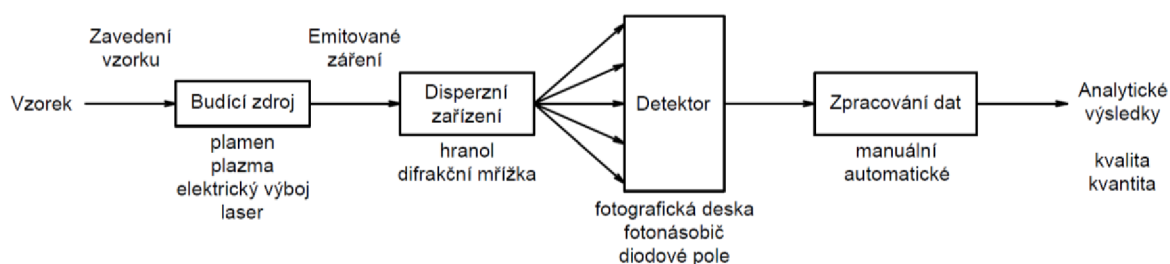 Vzorek
Zavedení
vzorku
Budící zdroj
plamen
plazma
elektrický výboj
laser
Emitované
záření
Disperzní
zařízení
hranol
difrakční mřížka
Detektor
fotografická deska
fotonásobič
diodové pole
Zpracování dat
manuální
automatické
Analytické
výsledky
kvalita
kvantita